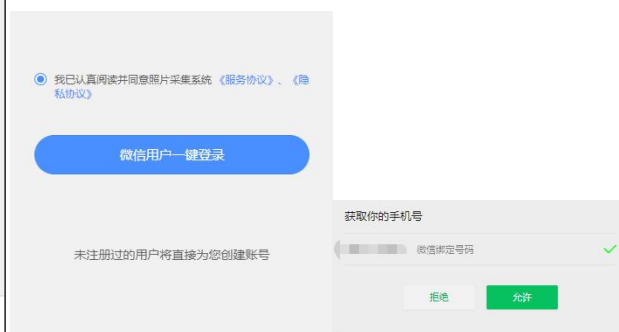 我已认真阅读并同意照片采集系统《服务协议》、《隐
私协议》
微信用户一键登录
未注册过的用户将直接为您创建账号
获取你的手机号
微信绑定号码
拒绝
允许